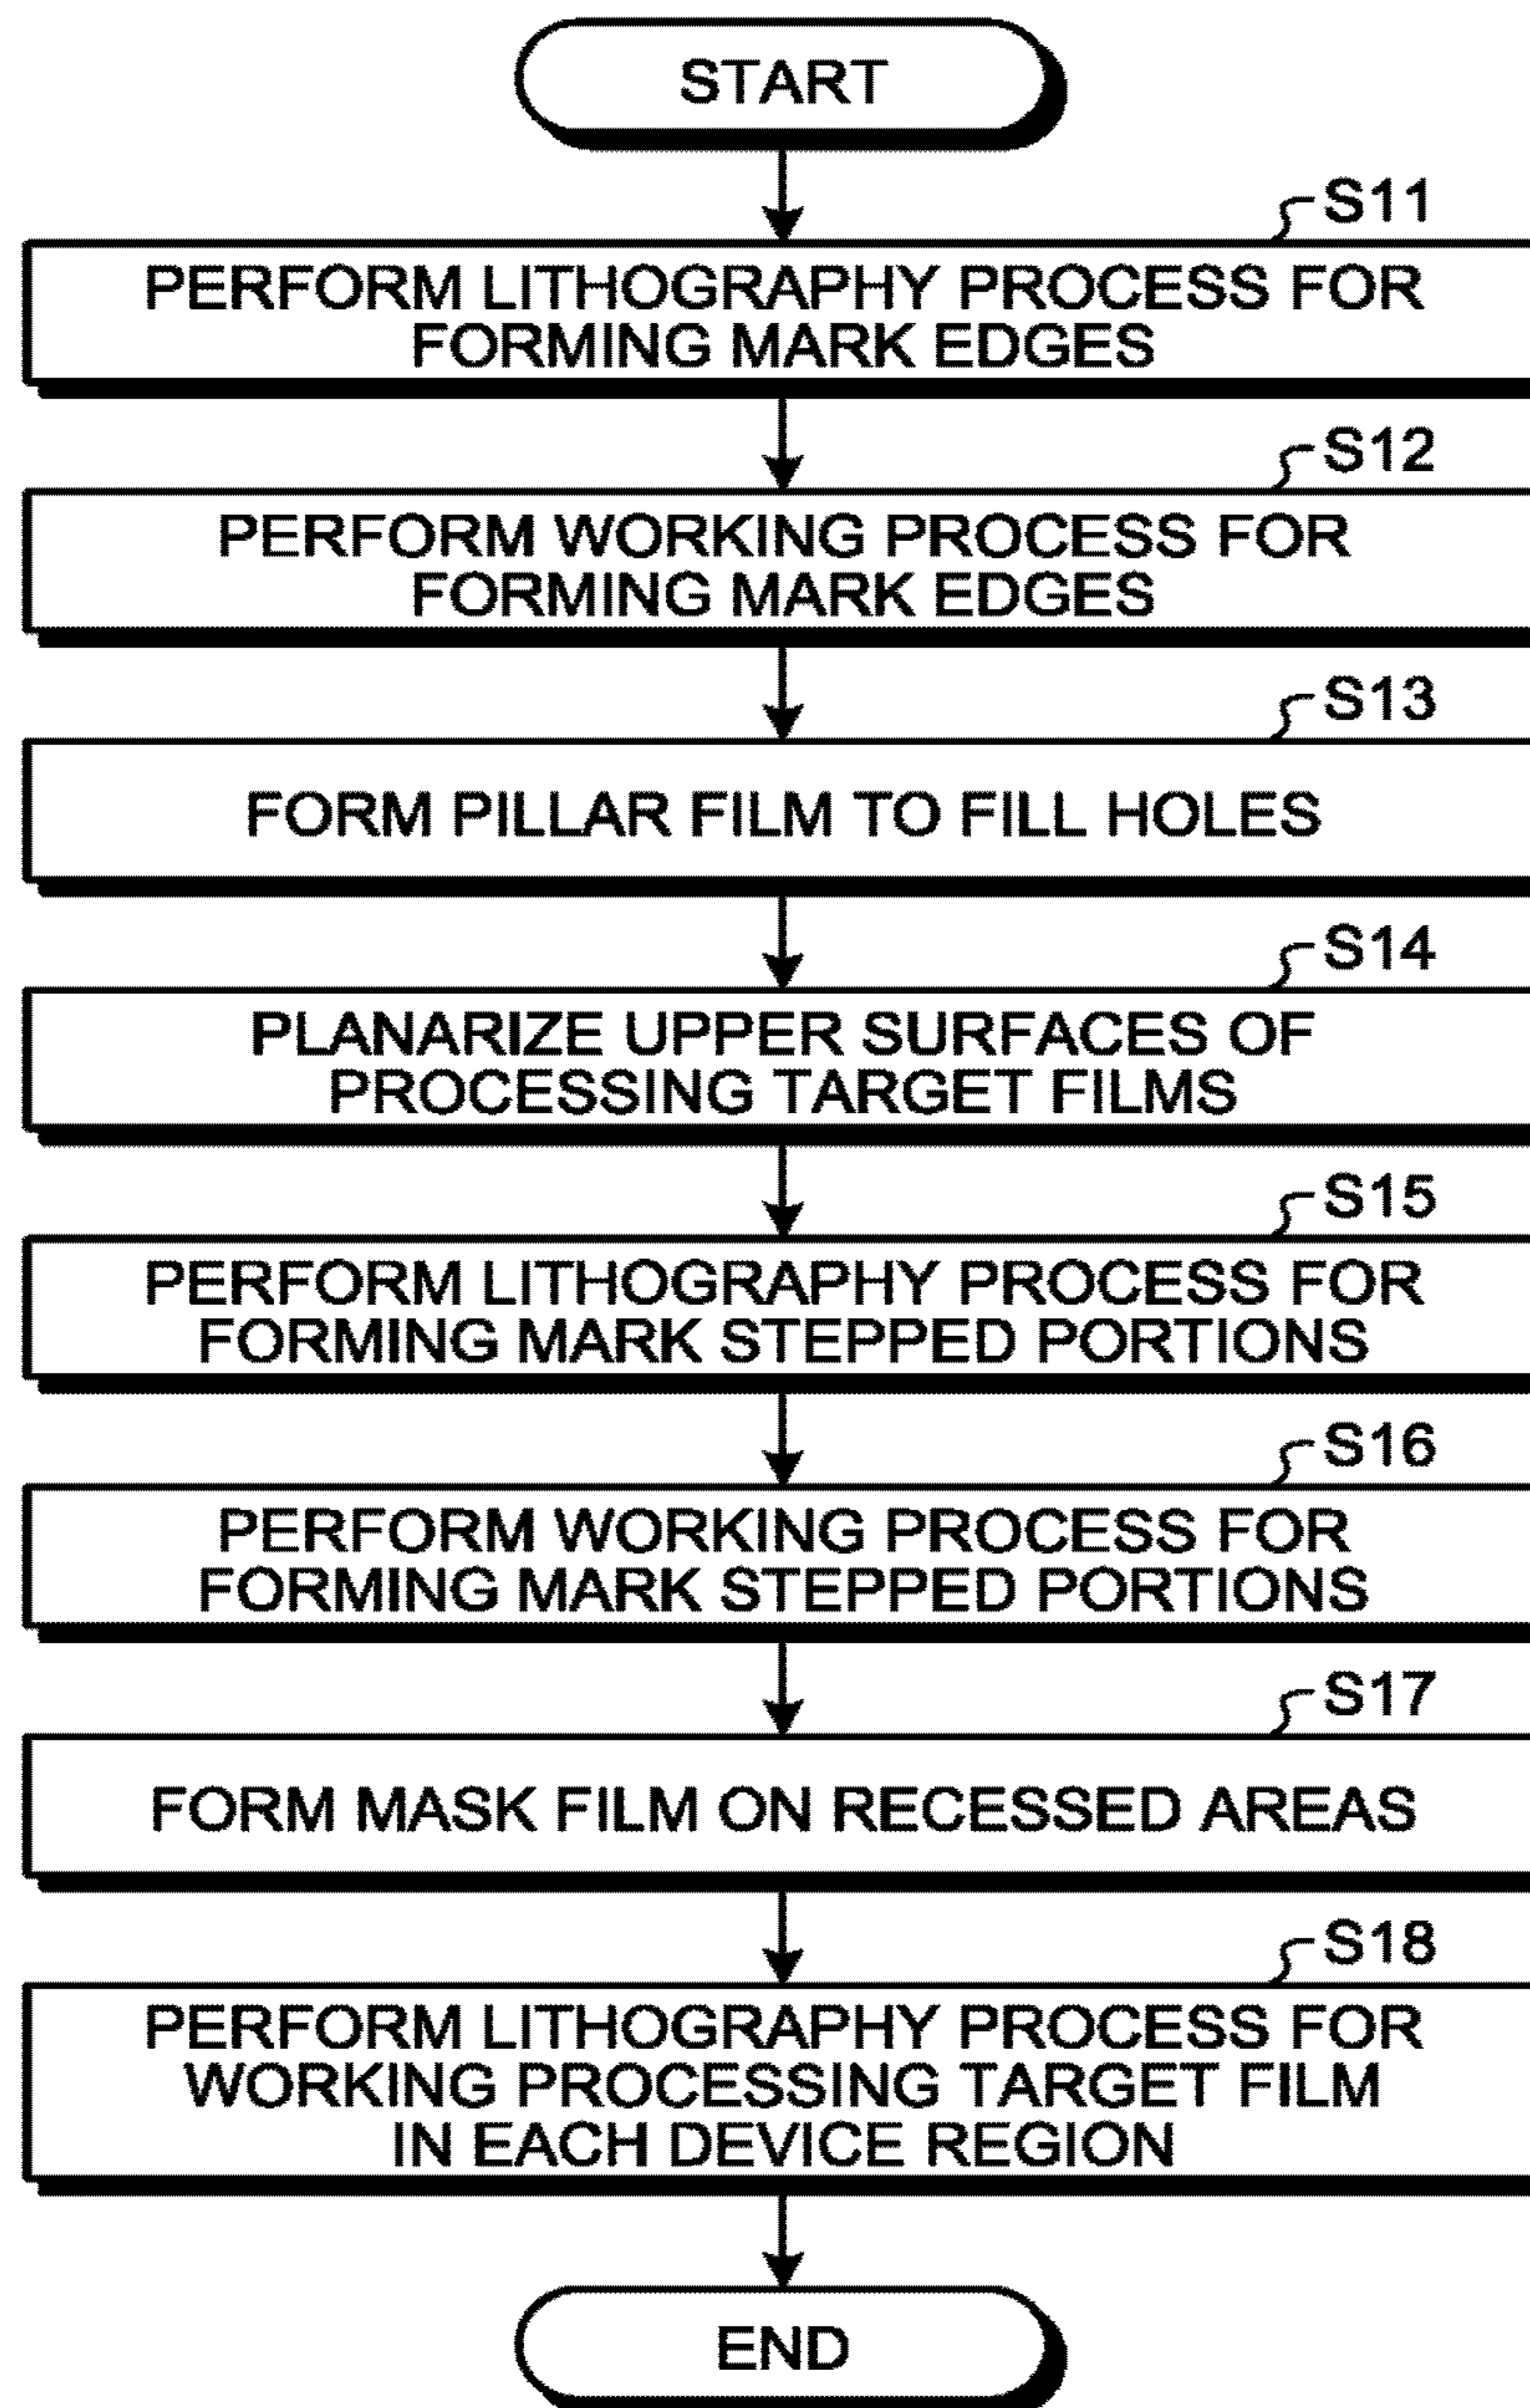 START
S11
PERFORM LITHOGRAPHY PROCESS FOR
FORMING MARK EDGES
S12
PERFORM WORKING PROCESS FOR
FORMING MARK EDGES
S13
FORM PILLAR FILM TO FILL HOLES
S14
PLANARIZE UPPER SURFACES OF
PROCESSING TARGET FILMS
S15
PERFORM LITHOGRAPHY PROCESS FOR
FORMING MARK STEPPED PORTIONS
S16
PERFORM WORKING PROCESS FOR
FORMING MARK STEPPED PORTIONS
S17
FORM MASK FILM ON RECESSED AREAS
S18
PERFORM LITHOGRAPHY PROCESS FOR
WORKING PROCESSING TARGET FILM
IN EACH DEVICE REGION
END